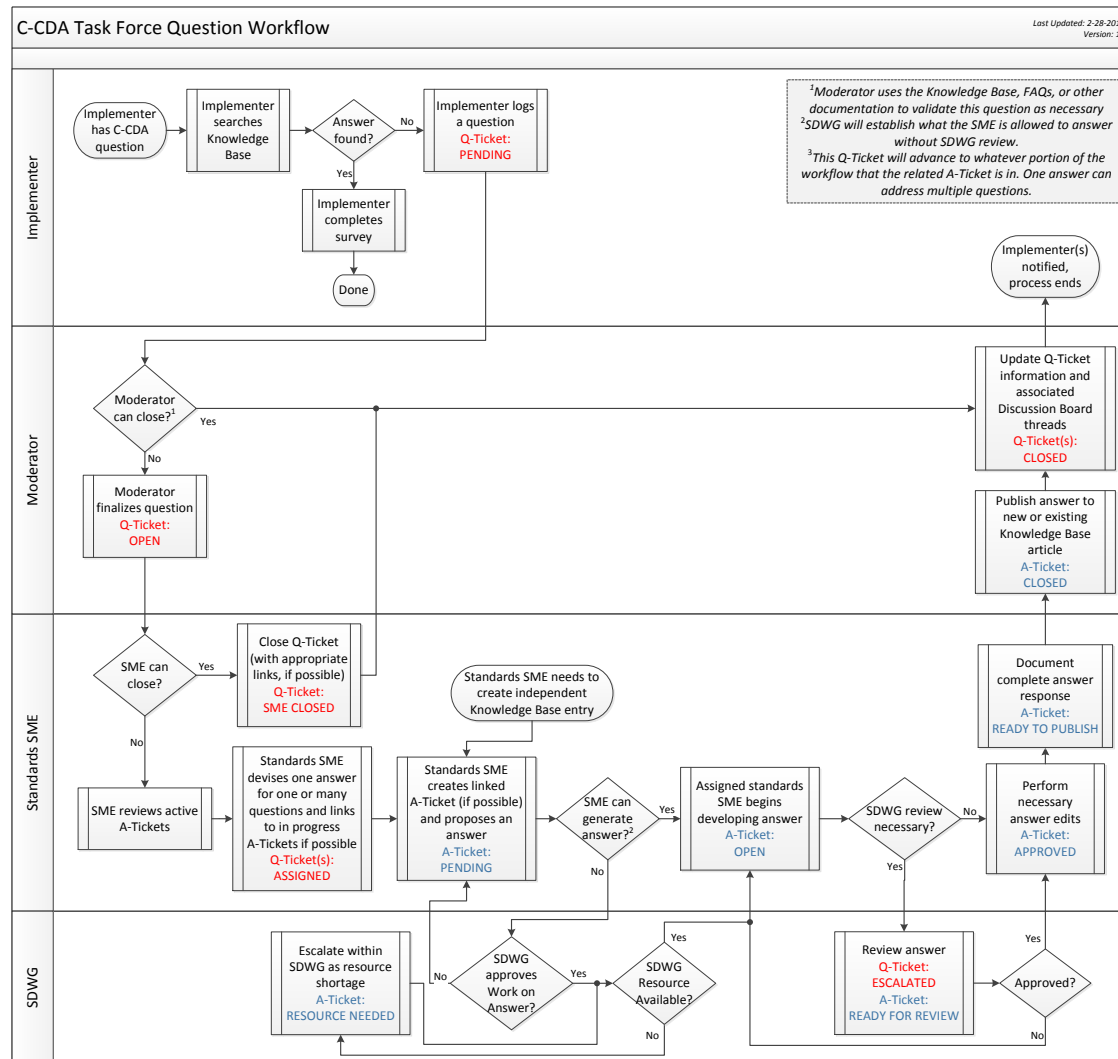 C-CDA Task Force Question Workflow
Last Updated: 2-28-201
Version: 1
Implementer
Implementer
has C-CDA
question
Implementer
searches
Knowledge
Base
Answer
found?
No
Yes
Implementer logs
a question
Q-Ticket:
PENDING
Implementer
completes
survey
Done
1Moderator uses the Knowledge Base, FAQs, or other
documentation to validate this question as necessary
2SDWG will establish what the SME is allowed to answer
without SDWG review.
3This Q-Ticket will advance to whatever portion of the
workflow that the related A-Ticket is in. One answer can
address multiple questions.
Implementer(s)
notified,
process ends
Moderator
Moderator
can close?1
Yes
No
Moderator
finalizes question
Q-Ticket:
OPEN
Update Q-Ticket
information and
associated
Discussion Board
threads
Q-Ticket(s):
CLOSED
Publish answer to
new or existing
Knowledge Base
article
A-Ticket:
CLOSED
Standards SME
SME can
close?
Yes
No
Close Q-Ticket
(with appropriate
links, if possible)
Q-Ticket:
SME CLOSED
Standards SME needs to
create independent
Knowledge Base entry
Document
complete answer
response
A-Ticket:
READY TO PUBLISH
SME reviews active
A-Tickets
Standards SME
devises one answer
for one or many
questions and links
to in progress
A-Tickets if possible
Q-Ticket(s):
ASSIGNED
Standards SME
creates linked
A-Ticket (if possible)
and proposes an
answer
A-Ticket:
PENDING
SME can
generate
answer?2
Yes
No
Assigned standards
SME begins
developing answer
A-Ticket:
OPEN
SDWG review
necessary?
No
Yes
Perform
necessary
answer edits
A-Ticket:
APPROVED
SDWG
Escalate within
SDWG as resource
shortage
A-Ticket:
RESOURCE NEEDED
No
SDWG
approves
Work on
Answer?
Yes
SDWG
Resource
Available?
Yes
No
Review answer
Q-Ticket:
ESCALATED
A-Ticket:
READY FOR REVIEW
Approved?
Yes
No